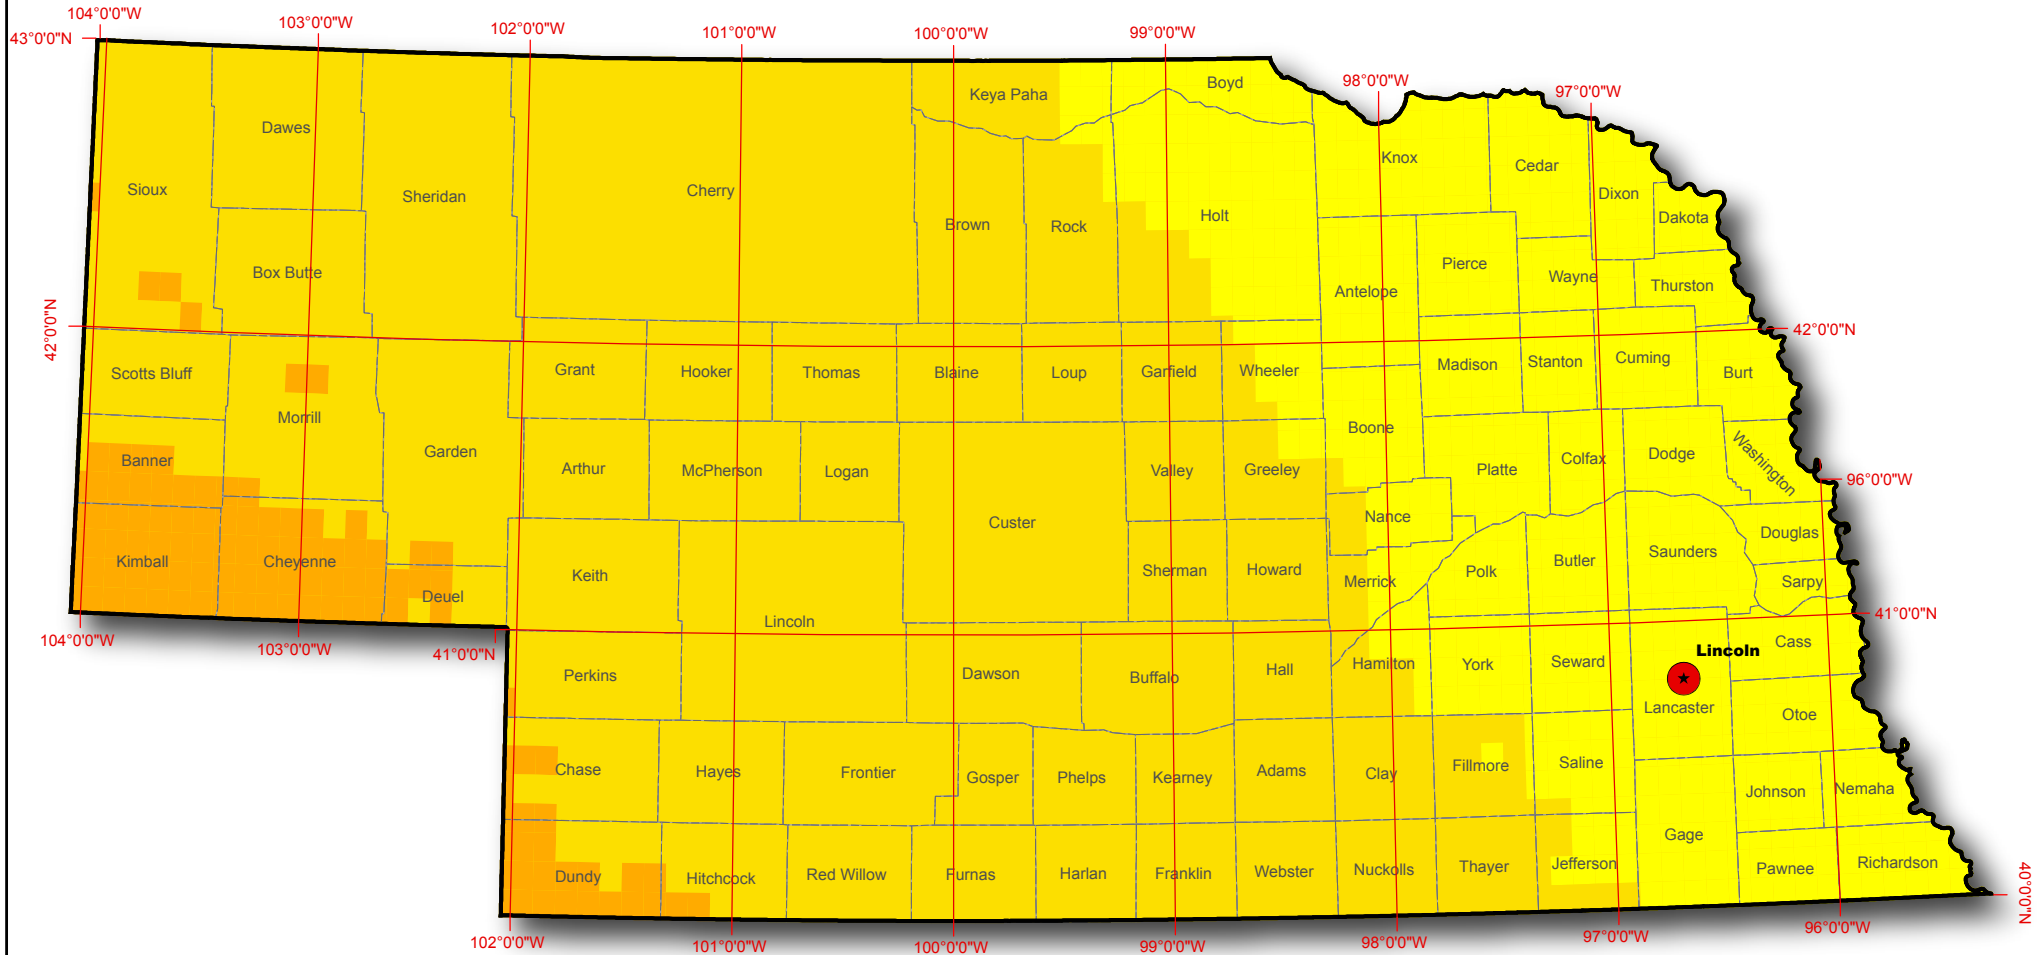 104°0'0"W
103°0'0"W
102°0'0"W
101°0'0"W
100°0'0"W
99°0'0"W
98°0'0"W
97°0'0"W
43°0'0"N
Boyd
Keya Paha
Dawes
Knox
Cedar
Sioux
Sheridan
Cherry
Dixon
Holt
Dakota
Brown
Rock
Box Butte
Pierce
Wayne
Antelope
Thurston
42°0'0"N
42°0'0"N
Scotts Bluff
Grant
Hooker
Thomas
Blaine
Loup
Garfield
Wheeler
Madison
Stanton
Cuming
Burt
Morrill
Boone
Garden
Banner
Arthur
McPherson
Logan
Valley
Greeley
Platte
Colfax
Dodge
Washington
96°0'0"W
Custer
Nance
Douglas
Kimball
Cheyenne
Keith
Sherman
Howard
Merrick
Polk
Butler
Saunders
Sarpy
Deuel
Lincoln
41°0'0"N
104°0'0"W
103°0'0"W
41°0'0"N
Cass
Perkins
Dawson
Buffalo
Hall
Hamilton
York
Seward
Lincoln
Lancaster
Otoe
Chase
Hayes
Frontier
Gosper
Phelps
Kearney
Adams
Clay
Fillmore
Saline
Johnson
Nemaha
Gage
Dundy
Hitchcock
Red Willow
Furnas
Harlan
Franklin
Webster
Nuckolls
Thayer
Jefferson
Pawnee
Richardson
40°0'0"N
102°0'0"W
101°0'0"W
100°0'0"W
99°0'0"W
98°0'0"W
97°0'0"W
96°0'0"W